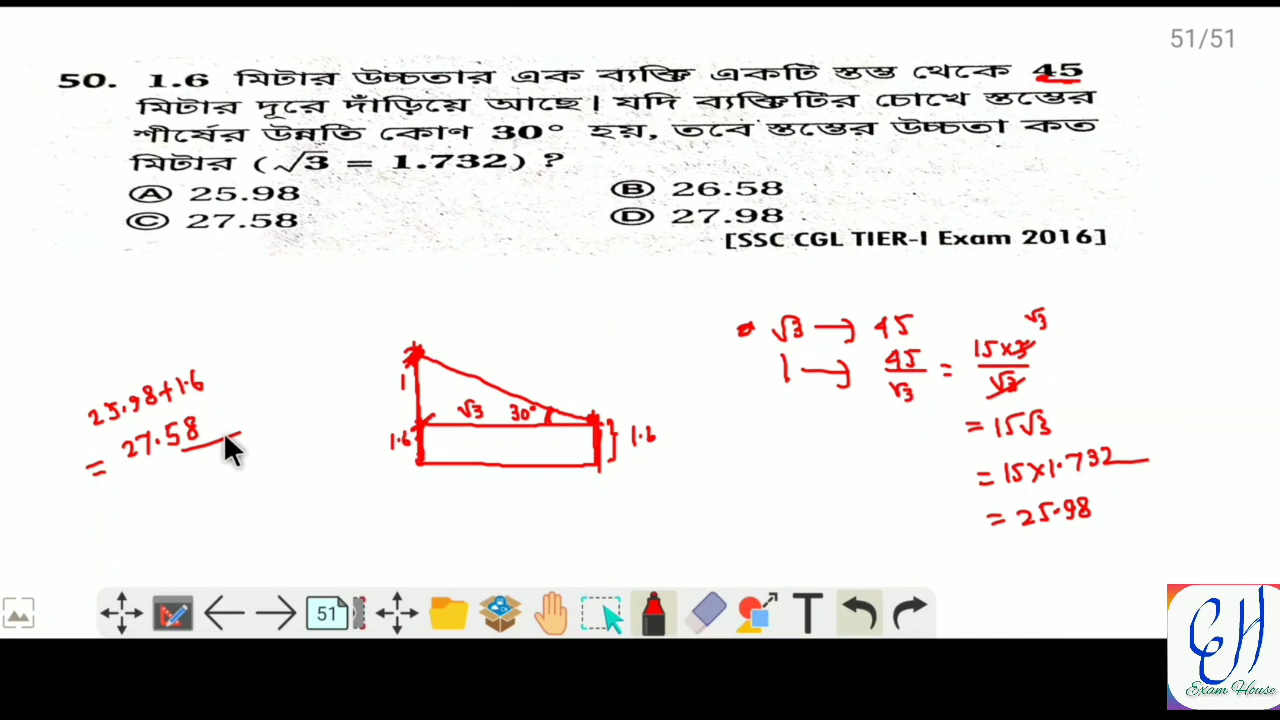 51/51
50. 1.6 মিটার উচ্চতার এক ব্যক্তি একটি স্তম্ভ থেকে 45
মিটার দূরে দাঁড়িয়ে আছে। যদি ব্যক্তিটির চোখে স্তম্ভের
শীর্ষের উন্নতি কোণ 30° হয়, তবে স্তম্ভের উচ্চতা কত
মিটার (√3 = 1.732) ?
Ⓐ 25.98 Ⓑ 26.58
Ⓒ 27.58 Ⓓ 27.98
[SSC CGL TIER-I Exam 2016]
25.98+1.6
= 27.58
1
√3 30°
1.6
1.6
√3 → 45
1 → 45/√3 = 15×3/√3 √3
= 15√3
= 15×1.732
= 25.98
51
T
CH
Exam House